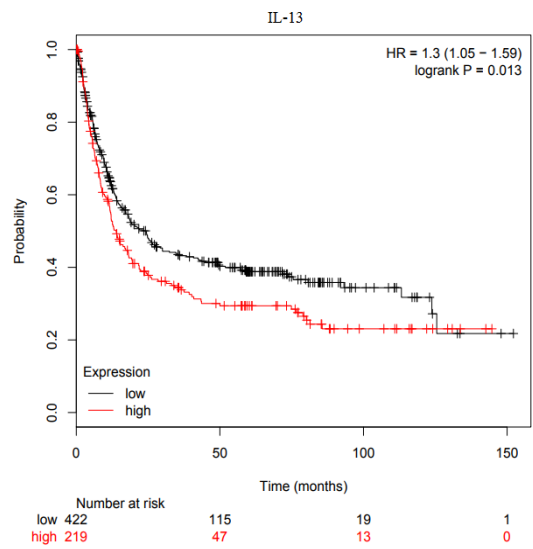 IL-13
HR = 1.3 (1.05 − 1.59)
logrank P = 0.013
Probability
1.0
0.8
0.6
0.4
0.2
0.0
Expression
low
high
0 50 100 150
Time (months)
Number at risk
low 422 115 19 1
high 219 47 13 0